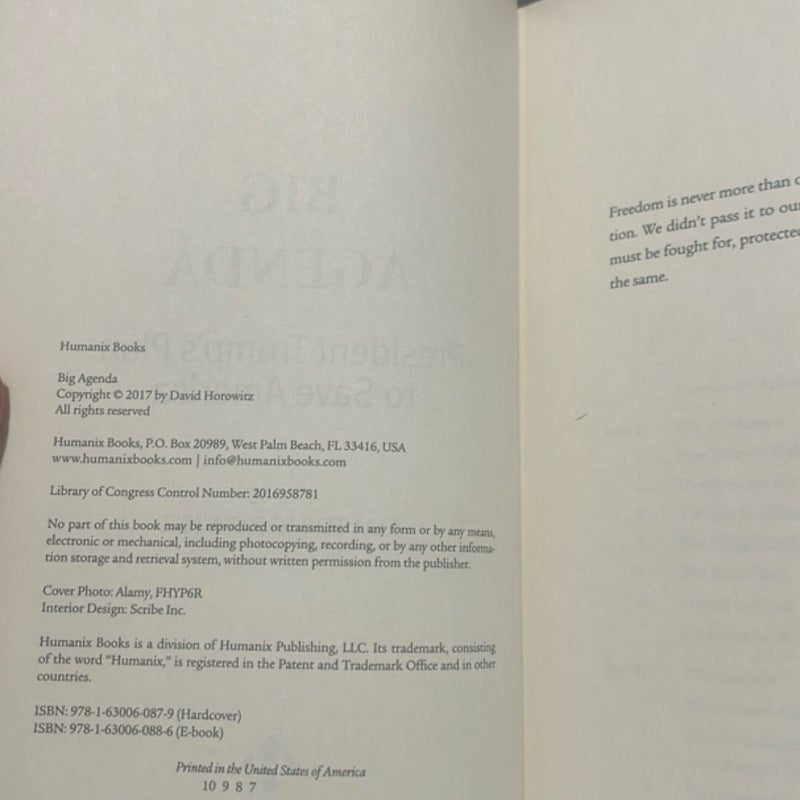 Humanix Books
Big Agenda
Copyright © 2017 by David Horowitz
All rights reserved
Humanix Books, P.O. Box 20989, West Palm Beach, FL 33416, USA
www.humanixbooks.com | info@humanixbooks.com
Library of Congress Control Number: 2016958781
No part of this book may be reproduced or transmitted in any form or by any means,
electronic or mechanical, including photocopying, recording, or by any other informa-
tion storage and retrieval system, without written permission from the publisher.
Cover Photo: Alamy, FHYP6R
Interior Design: Scribe Inc.
Humanix Books is a division of Humanix Publishing, LLC. Its trademark, consisting
of the word “Humanix,” is registered in the Patent and Trademark Office and in other
countries.
ISBN: 978-1-63006-087-9 (Hardcover)
ISBN: 978-1-63006-088-6 (E-book)
Printed in the United States of America
10 9 8 7
Freedom is never more than
tion. We didn’t pass it to
must be fought for,
the same.
BIG
AGENDA
President Trump's
to Save